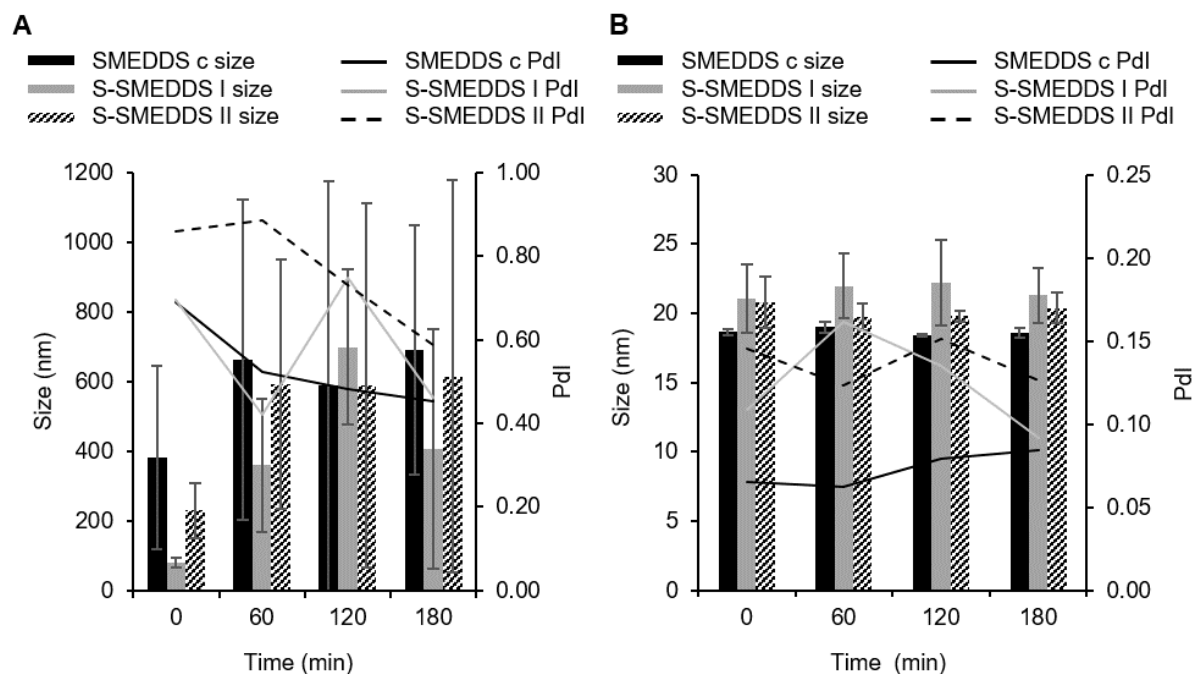 A
SMEDDS c size
SMEDDS c PdI
S-SMEDDS I size
S-SMEDDS I PdI
S-SMEDDS II size
S-SMEDDS II PdI
1200
1000
800
600
400
200
0
Size (nm)
1.00
0.80
0.60
0.40
0.20
0.00
PdI
0 60 120 180
Time (min)
B
SMEDDS c size
SMEDDS c PdI
S-SMEDDS I size
S-SMEDDS I PdI
S-SMEDDS II size
S-SMEDDS II PdI
30
25
20
15
10
5
0
Size (nm)
0.25
0.20
0.15
0.10
0.05
0.00
PdI
0 60 120 180
Time (min)